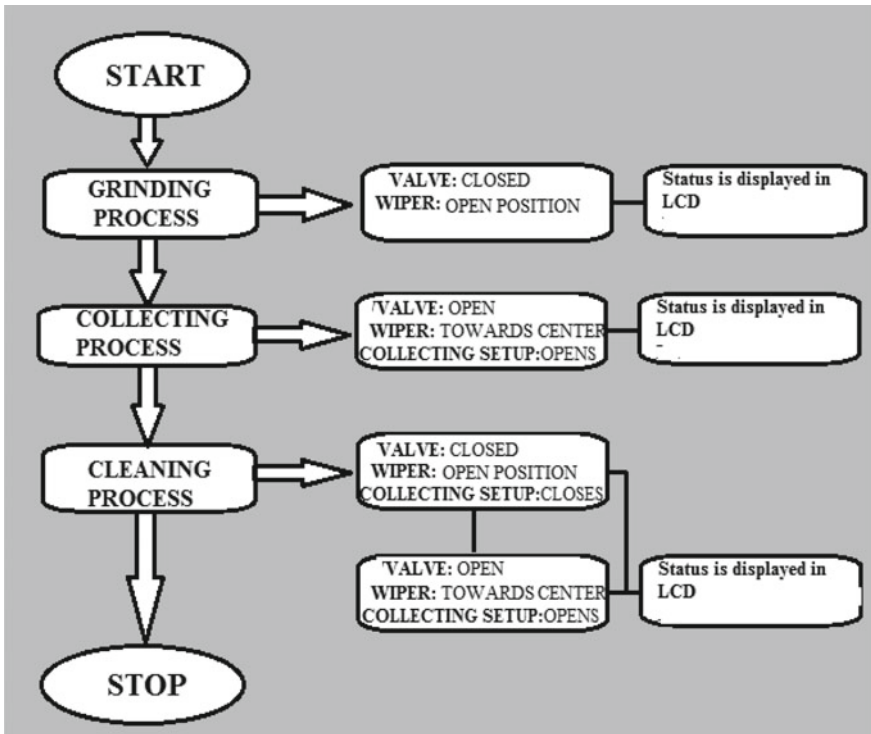 START
GRINDING
PROCESS
VALVE: CLOSED
WIPER: OPEN POSITION
Status is displayed in
LCD
COLLECTING
PROCESS
VALVE: OPEN
WIPER: TOWARDS CENTER
COLLECTING SETUP:OPENS
Status is displayed in
LCD
CLEANING
PROCESS
VALVE: CLOSED
WIPER: OPEN POSITION
COLLECTING SETUP:CLOSES
VALVE: OPEN
WIPER: TOWARDS CENTER
COLLECTING SETUP:OPENS
Status is displayed in
LCD
STOP